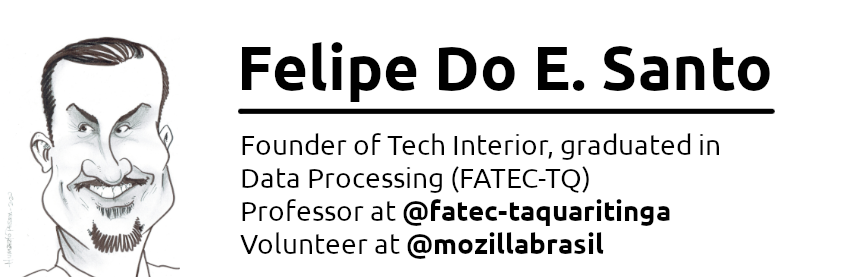 Felipe Do E. Santo
Founder of Tech Interior, graduated in
Data Processing (FATEC-TQ)
Professor at @fatec-taquaritinga
Volunteer at @mozillabrasil